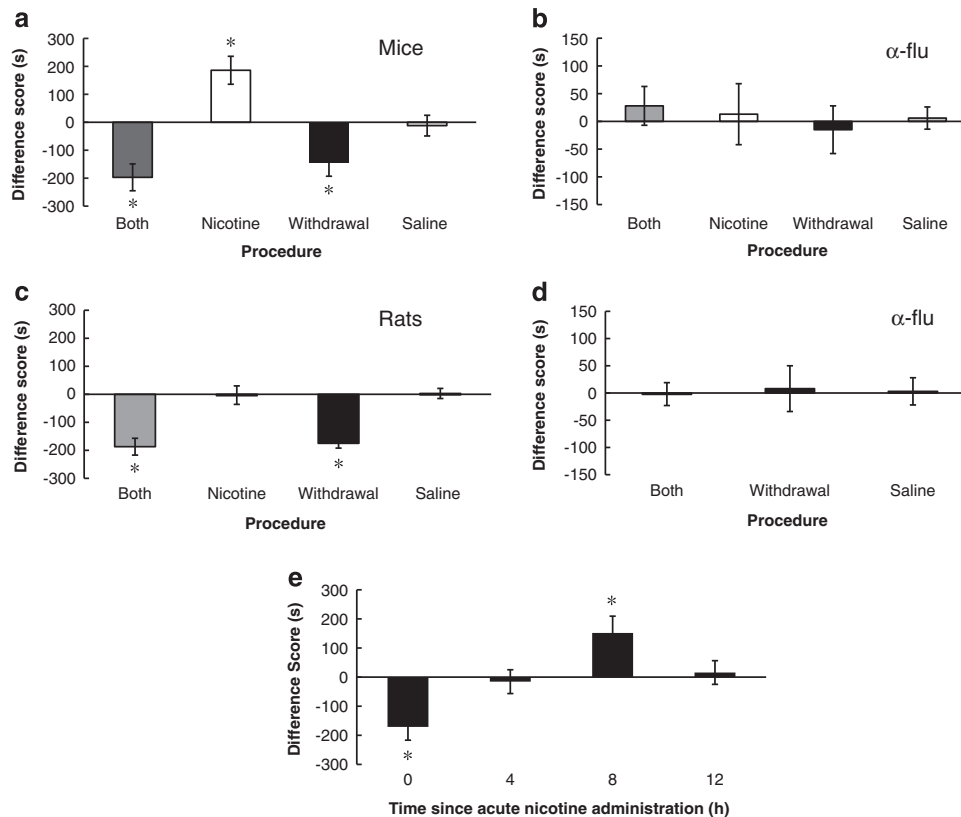 a
Mice
Difference score (s)
300
200
100
0
-100
-200
-300
*
*
*
Both Nicotine Withdrawal Saline
Procedure
b
α-flu
Difference score (s)
150
100
50
0
-50
-100
-150
Both Nicotine Withdrawal Saline
Procedure
c
Rats
Difference score (s)
300
200
100
0
-100
-200
-300
*
*
Both Nicotine Withdrawal Saline
Procedure
d
α-flu
Difference score (s)
150
100
50
0
-50
-100
-150
Both Withdrawal Saline
Procedure
e
Difference Score (s)
300
200
100
0
-100
-200
-300
*
*
0 4 8 12
Time since acute nicotine administration (h)